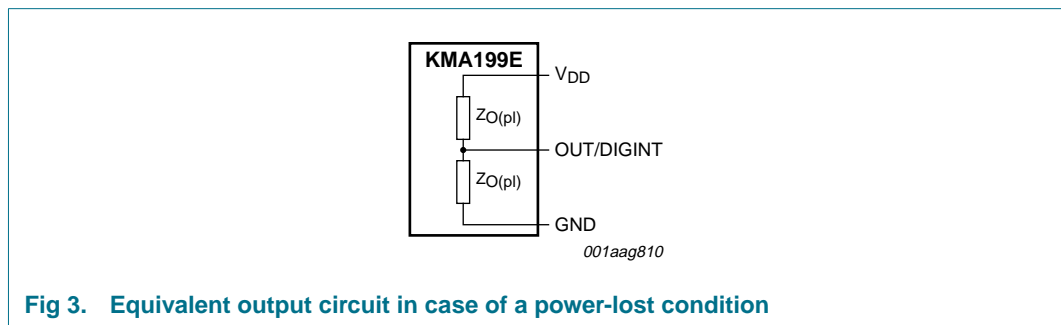 KMA199E
VDD
ZO(pl)
OUT/DIGINT
ZO(pl)
GND
001aag810
Fig 3. Equivalent output circuit in case of a power-lost condition